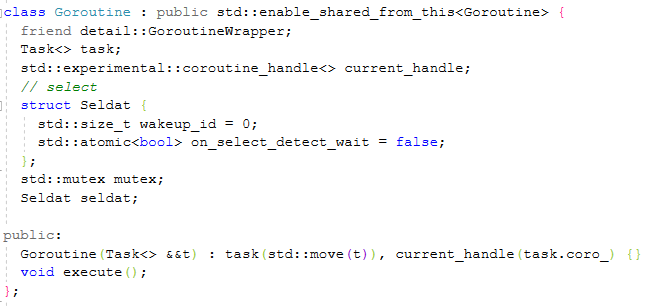 class Goroutine : public std::enable_shared_from_this<Goroutine> {
friend detail::GoroutineWrapper;
Task<> task;
std::experimental::coroutine_handle<> current_handle;
// select
struct Seldat {
std::size_t wakeup_id = 0;
std::atomic<bool> on_select_detect_wait = false;
};
std::mutex mutex;
Seldat seldat;
public:
Goroutine(Task<> &&t) : task(std::move(t)), current_handle(task.coro_) {}
void execute();
};